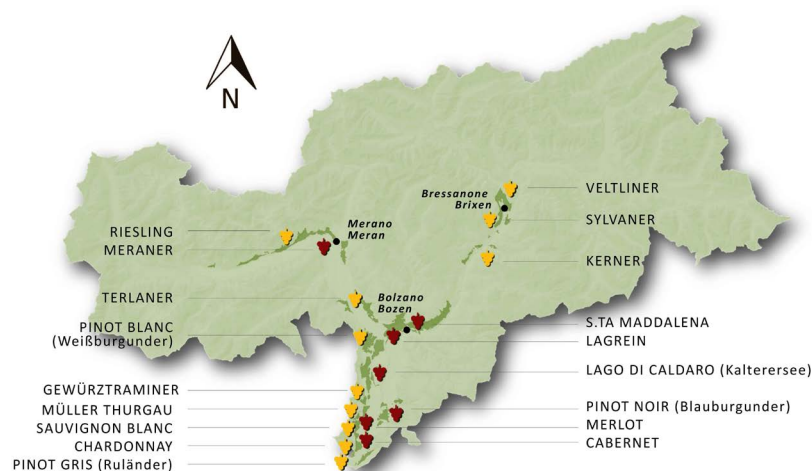 N
Bressanone
Brixen
Merano
Meran
Bolzano
Bozen
RIESLING
MERANER
TERLANER
PINOT BLANC
(Weißburgunder)
GEWÜRZTRAMINER
MÜLLER THURGAU
SAUVIGNON BLANC
CHARDONNAY
PINOT GRIS (Ruländer)
VELTLINER
SYLVANER
KERNER
S.TA MADDALENA
LAGREIN
LAGO DI CALDARO (Kalterersee)
PINOT NOIR (Blauburgunder)
MERLOT
CABERNET